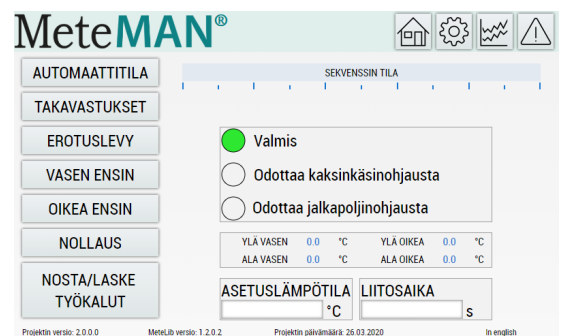 MeteMAN®
AUTOMAATTITILA
SEKVENSSIN TILA
TAKAVASTUKSET
EROTUSLEVY
Valmis
VASEN ENSIN
Odottaa kaksinkäsinohjausta
OIKEA ENSIN
Odottaa jalkapoljinohjausta
NOLLAUS
YLÄ VASEN 0.0 °C YLÄ OIKEA 0.0 °C
ALA VASEN 0.0 °C ALA OIKEA 0.0 °C
NOSTA/LASKE
TYÖKALUT
ASETUSLÄMPÖTILA LIITOSAIKA
°C s
Projektin versio: 2.0.0.0 MeteLib versio: 1.2.0.2 Projektin päivämäärä: 26.03.2020 In english